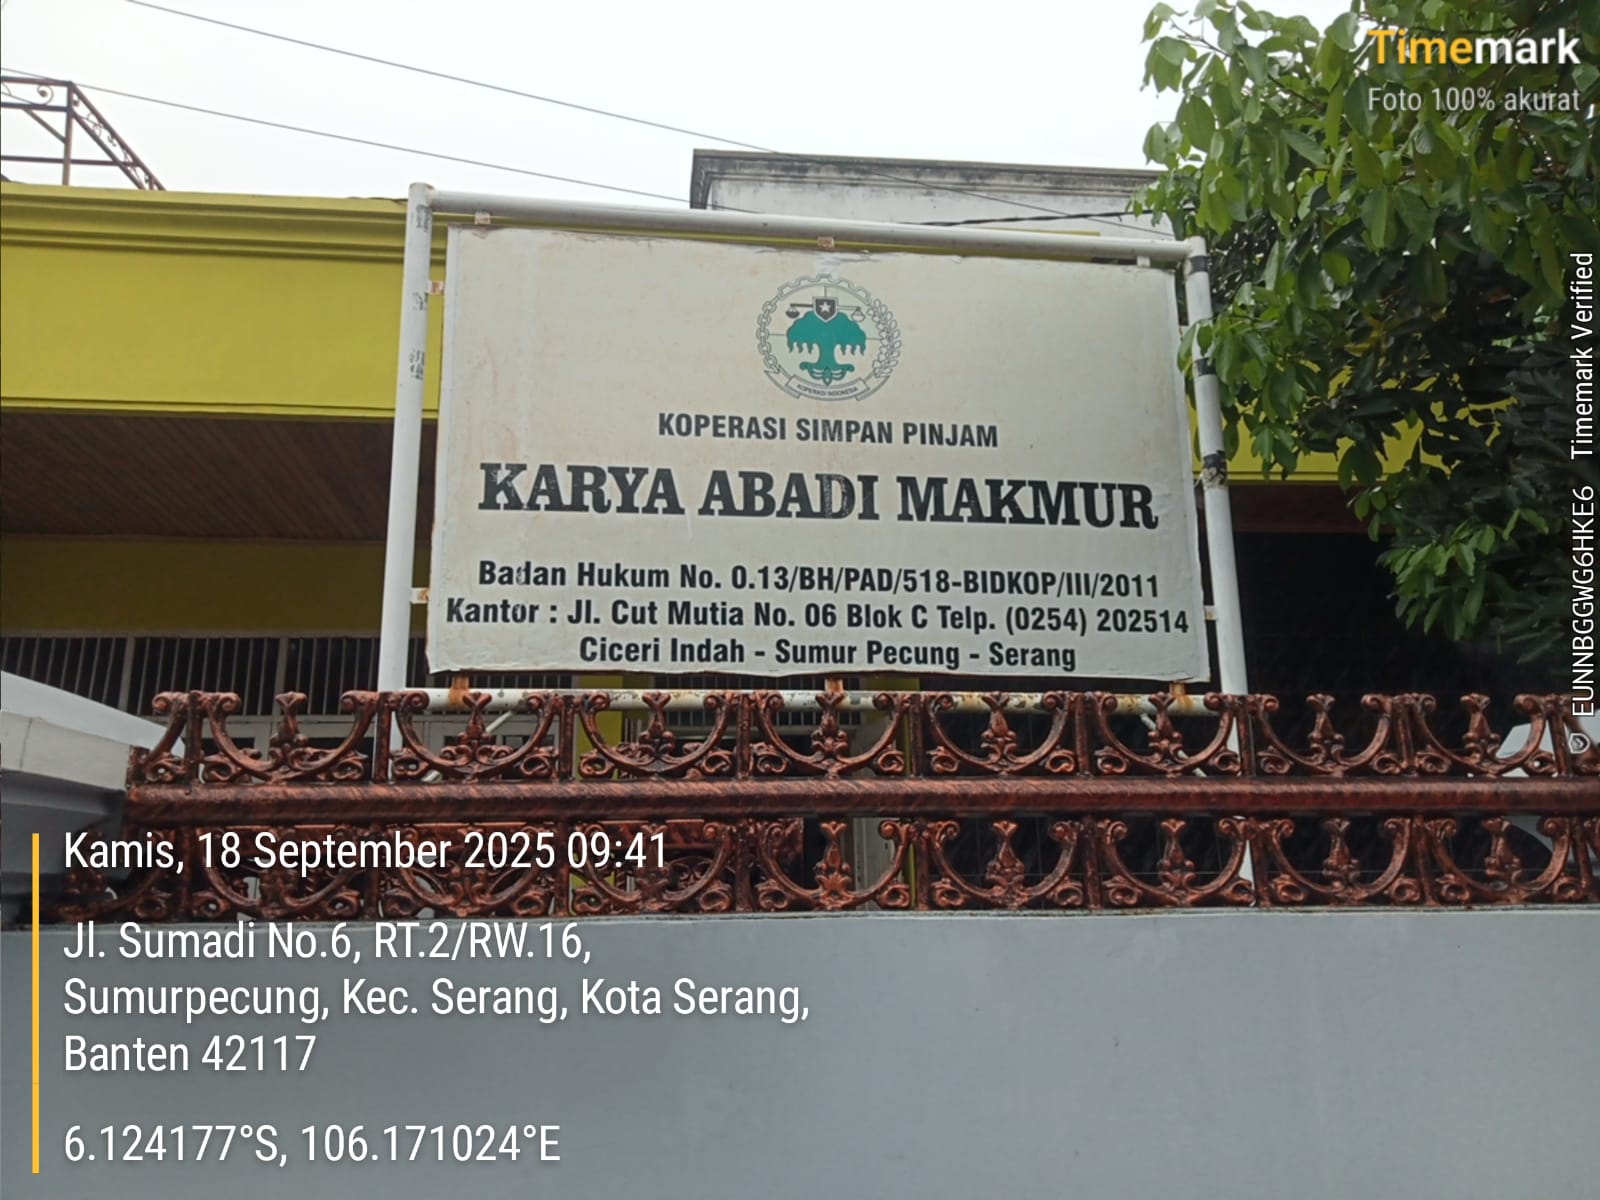 Timemark
Foto 100% akurat
KOPERASI INDONESIA
KOPERASI SIMPAN PINJAM
KARYA ABADI MAKMUR
Badan Hukum No. 0.13/BH/PAD/518-BIDKOP/III/2011
Kantor : Jl. Cut Mutia No. 06 Blok C Telp. (0254) 202514
Ciceri Indah - Sumur Pecung - Serang
Kamis, 18 September 2025 09:41
Jl. Sumadi No.6, RT.2/RW.16,
Sumurpecung, Kec. Serang, Kota Serang,
Banten 42117
6.124177°S, 106.171024°E
EUNNBGWG6HKE6 Timemark Verified